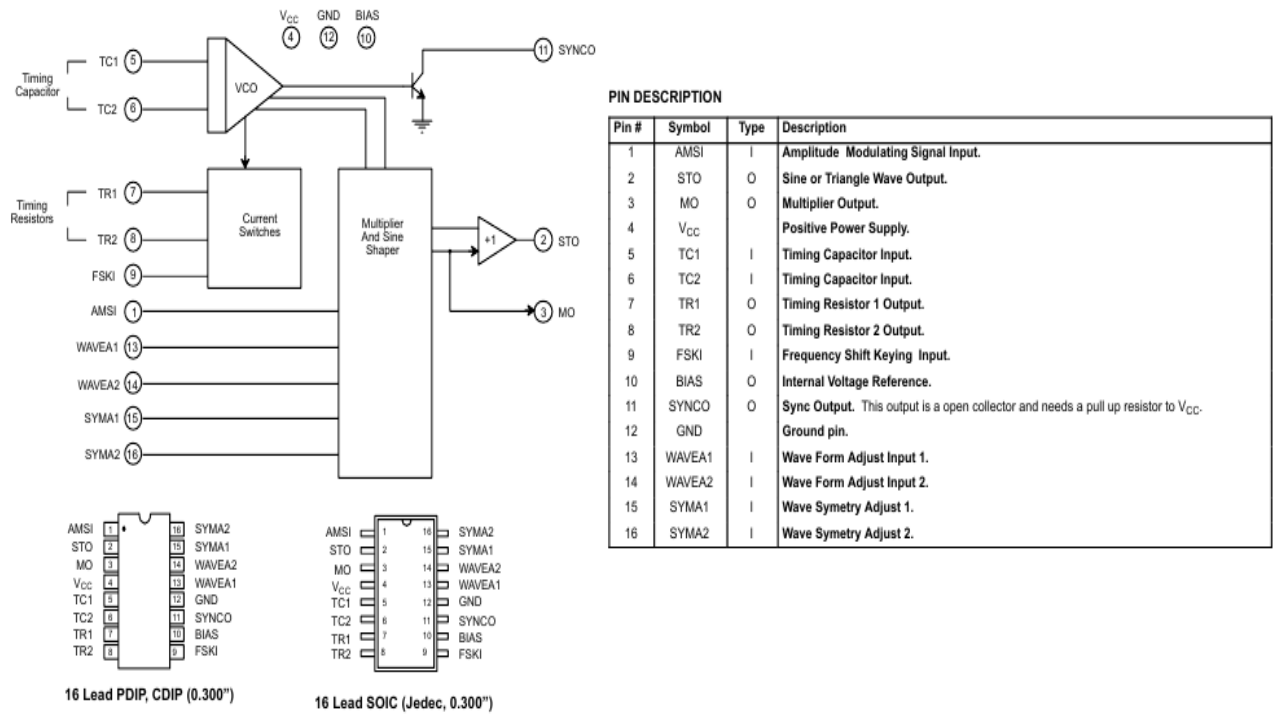 VCC GND BIAS
4 12 10
11 SYNCO
TC1 5
Timing
Capacitor
TC2 6
VCO
TR1 7
Timing
Resistors
TR2 8
Current
Switches
Multiplier
And Sine
Shaper
+1
2 STO
FSKI 9
AMSI 1
3 MO
WAVEA1 13
WAVEA2 14
SYMA1 15
SYMA2 16
AMSI 1 16 SYMA2
STO 2 15 SYMA1
MO 3 14 WAVEA2
VCC 4 13 WAVEA1
TC1 5 12 GND
TC2 6 11 SYNCO
TR1 7 10 BIAS
TR2 8 9 FSKI
16 Lead PDIP, CDIP (0.300”)
AMSI 1 16 SYMA2
STO 2 15 SYMA1
MO 3 14 WAVEA2
VCC 4 13 WAVEA1
TC1 5 12 GND
TC2 6 11 SYNCO
TR1 7 10 BIAS
TR2 8 9 FSKI
16 Lead SOIC (Jedec, 0.300”)
PIN DESCRIPTION
Pin # Symbol Type Description
1 AMSI I Amplitude Modulating Signal Input.
2 STO O Sine or Triangle Wave Output.
3 MO O Multiplier Output.
4 VCC Positive Power Supply.
5 TC1 I Timing Capacitor Input.
6 TC2 I Timing Capacitor Input.
7 TR1 O Timing Resistor 1 Output.
8 TR2 O Timing Resistor 2 Output.
9 FSKI I Frequency Shift Keying Input.
10 BIAS O Internal Voltage Reference.
11 SYNCO O Sync Output. This output is a open collector and needs a pull up resistor to VCC.
12 GND Ground pin.
13 WAVEA1 I Wave Form Adjust Input 1.
14 WAVEA2 I Wave Form Adjust Input 2.
15 SYMA1 I Wave Symetry Adjust 1.
16 SYMA2 I Wave Symetry Adjust 2.